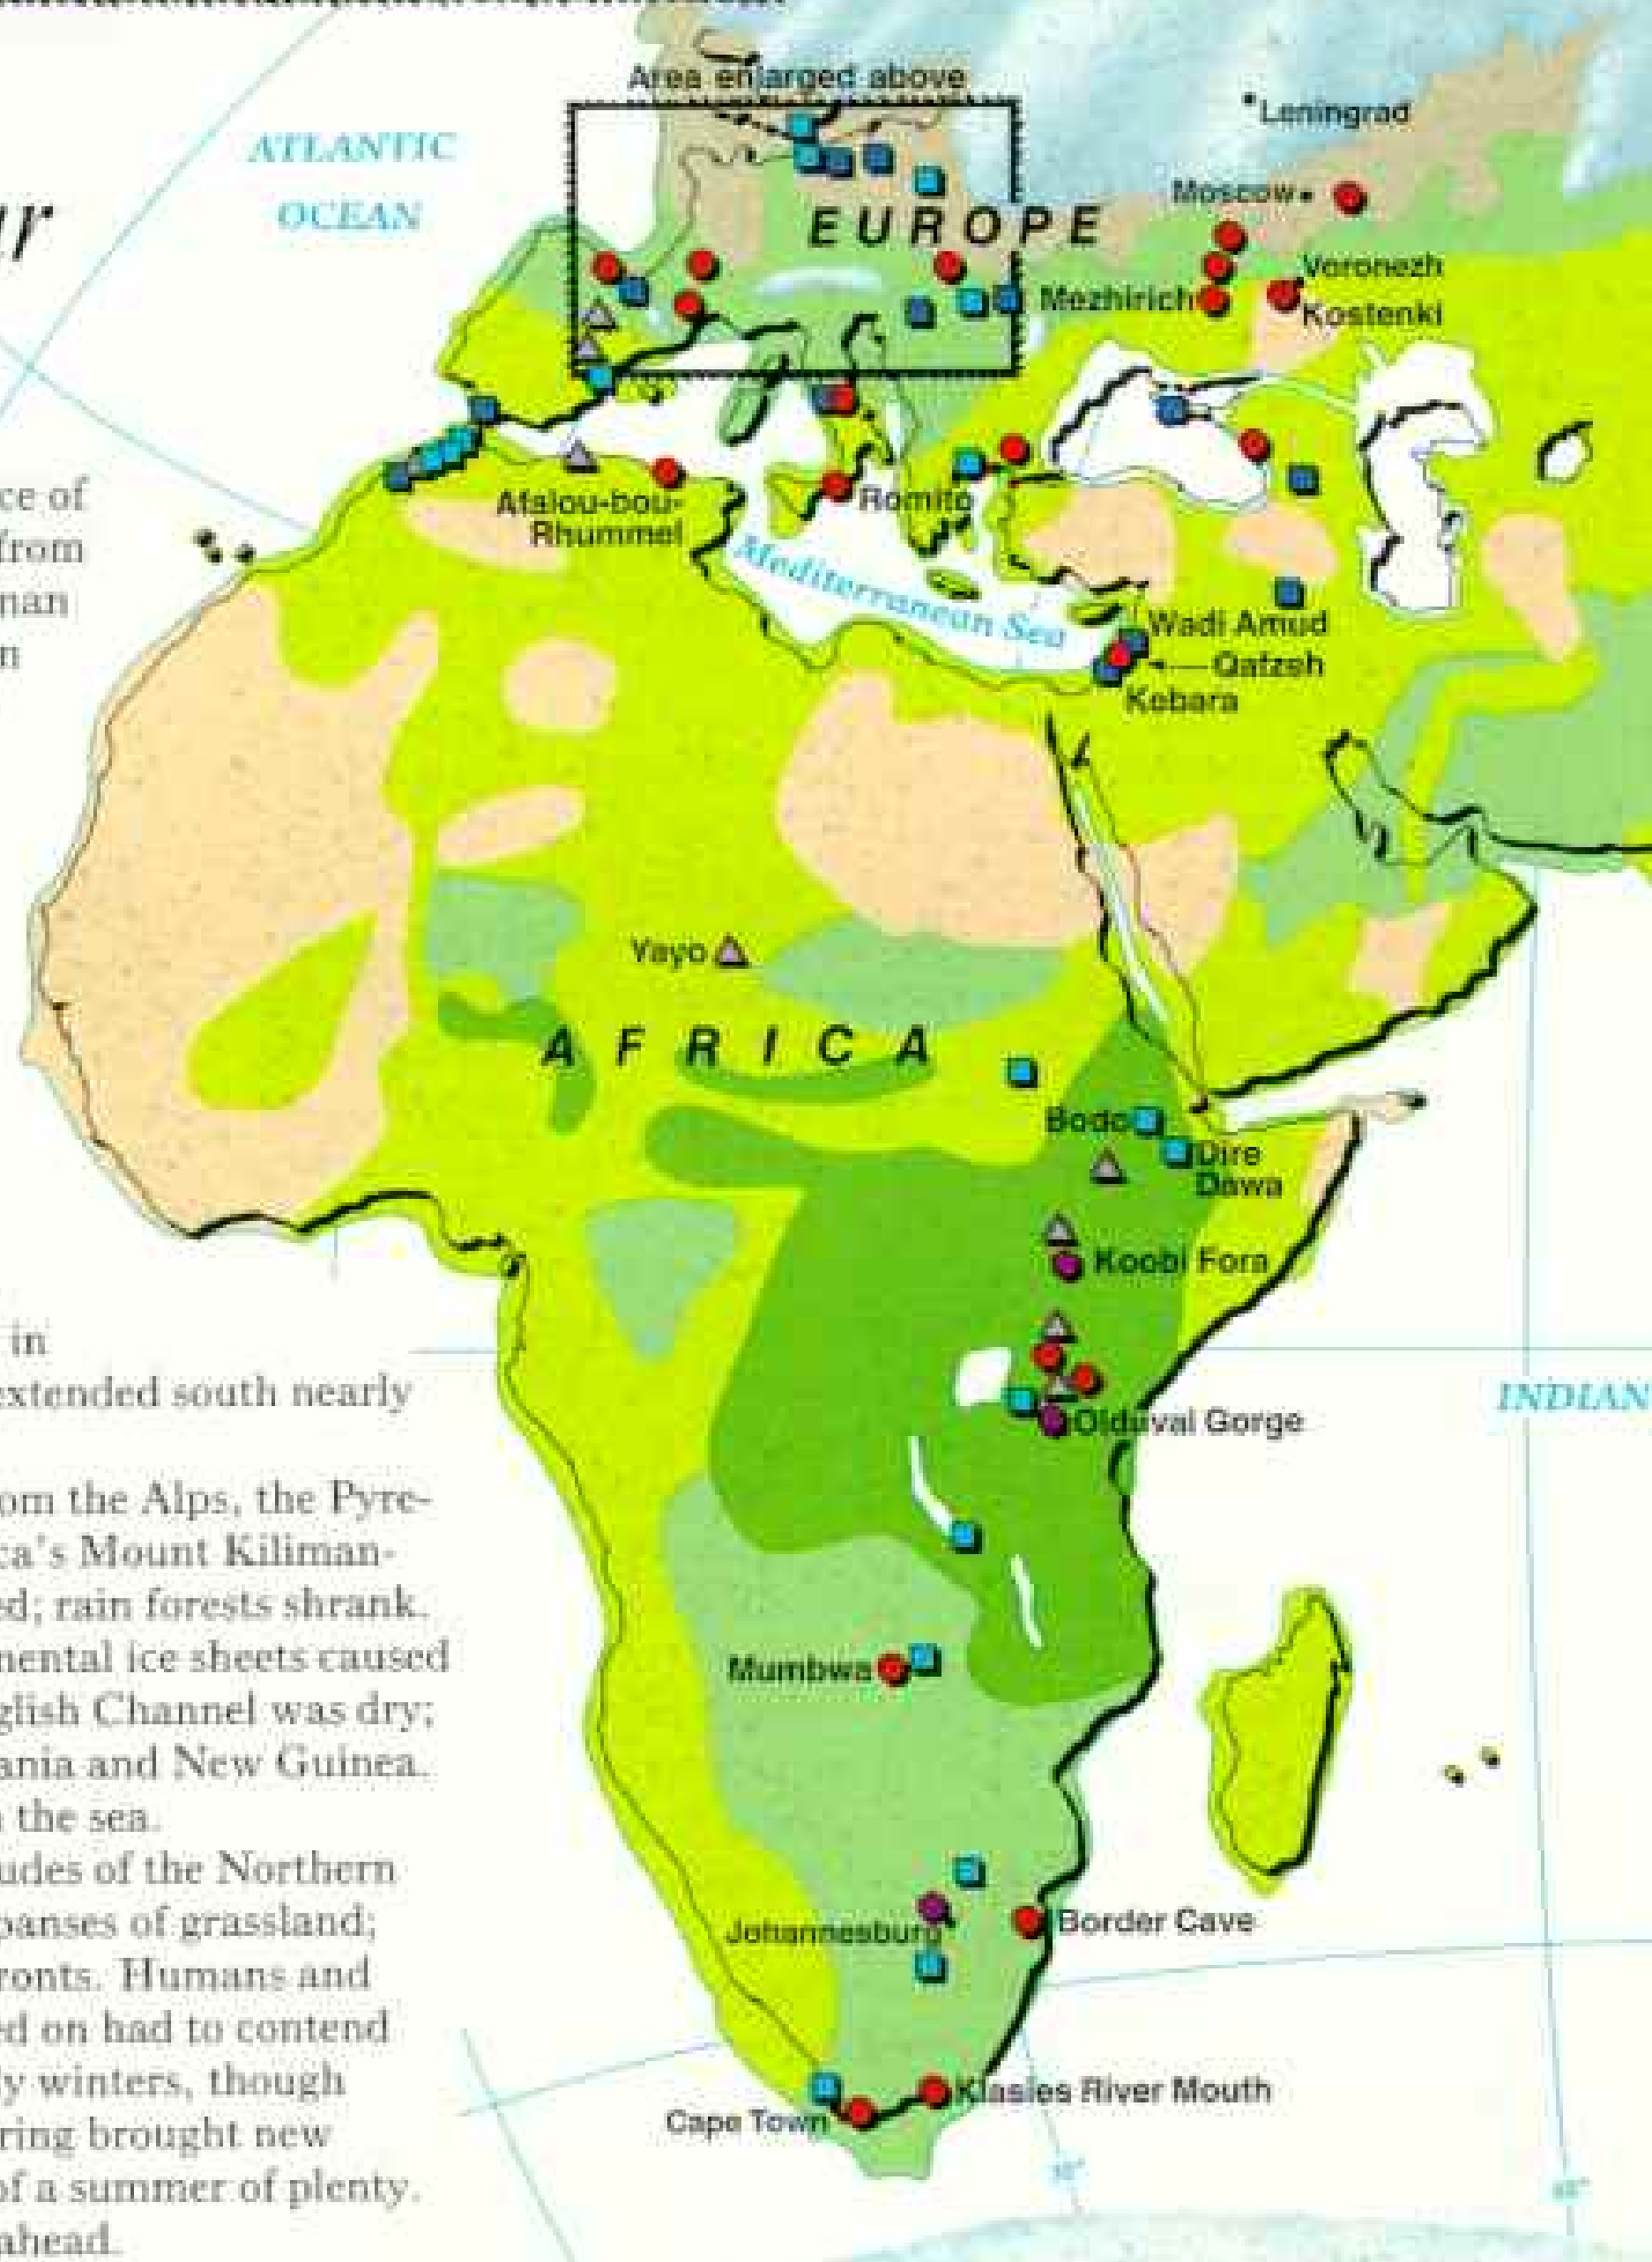 Area enlarged above
Leningrad
ATLANTIC
OCEAN
Moscow
EUROPE
Voronezh
Mezhirich
Kostenki
ce of
from
nan
n
Afalou-bou-
Rhummel
Romito
Mediterranean Sea
Wadi Amud
Qafzeh
Kebara
Yayo
AFRICA
Bodo
Dire
Dawa
Koobi Fora
in
extended south nearly
INDIAN
Olduvai Gorge
om the Alps, the Pyre-
ca's Mount Kiliman-
ed; rain forests shrank.
nental ice sheets caused
Mumbwa
glish Channel was dry;
ania and New Guinea.
the sea.
udes of the Northern
panses of grassland;
Johannesburg
Border Cave
ronts. Humans and
ed on had to contend
y winters, though
Klasies River Mouth
Cape Town
ring brought new
of a summer of plenty.
ahead.